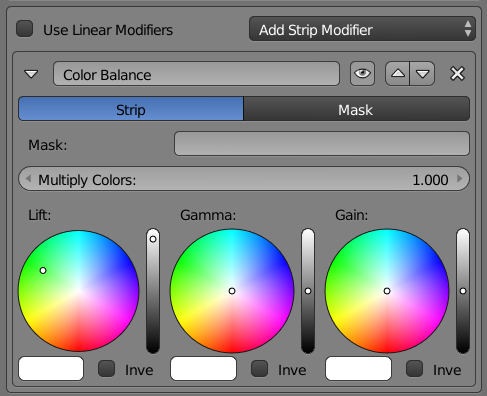 Use Linear Modifiers
Add Strip Modifier
Color Balance
Strip
Mask
Mask:
Multiply Colors: 1.000
Lift:
Gamma:
Gain:
Inve
Inve
Inve